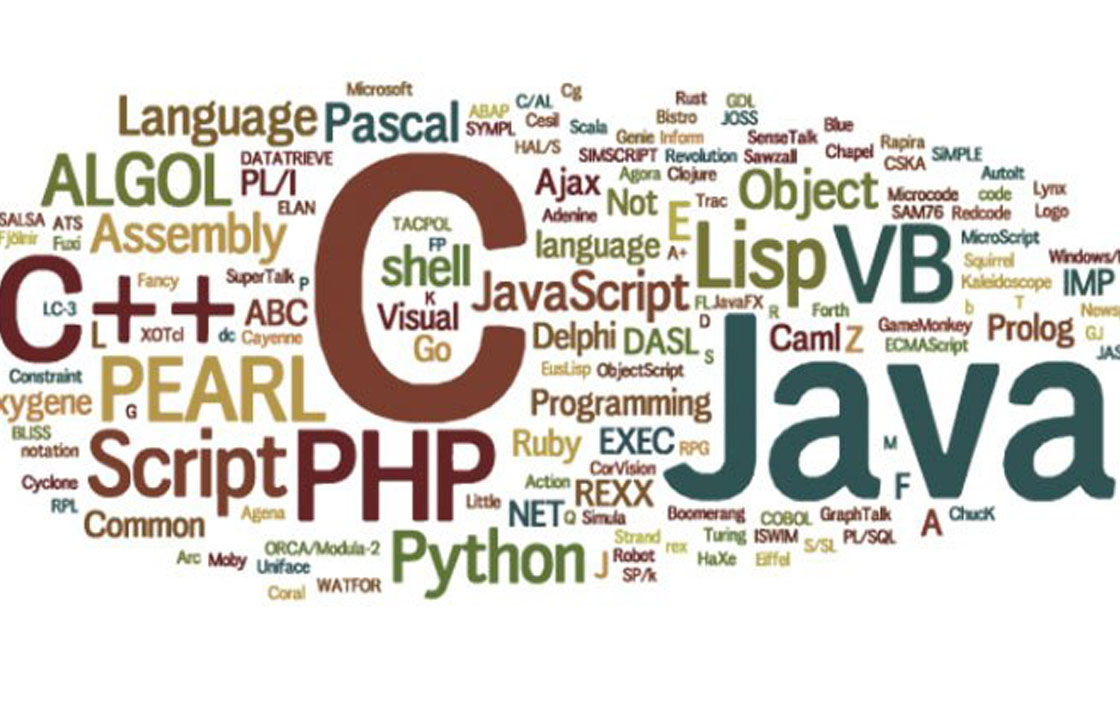 Microsoft
Language Pascal
ABAP C/AL Cg
SYMPL Cesil Scala
HAL/S
Rust GDL
Bistro JOSS
Genie Inform SenseTalk Blue
SIMSCRIPT Revolution Sawzall Chapel Rapira
CSKA SiMPLE
ALGOL DATATRIEVE
PL/I
ELAN
C
Ajax Agora Clojure
Adenine Not E Trac Object
AutoIt
Microcode code Lynx
SAM76 Redcode Logo
SALSA ATS
Fjölnir Fuxi Assembly
TACPOL
FP
shell
K
Visual
Go
language A+ Lisp VB MicroScript
Squirrel Windows/
Kaleidoscope IMP
C++ LC-3 Fancy SuperTalk P
L XOTcl dc ABC
Cayenne
JavaScript FL JavaFX R Forth b T News
Delphi DASL D S Caml Z GameMonkey Prolog
ECMAScript GJ
JAS
Constraint
xygene PEARL G
EusLisp ObjectScript
Programming Java
BLISS
notation Script PHP Ruby EXEC RPG M
Cyclone Little Action CorVision F
RPL REXX
Common Agena NET Q Simula Boomerang COBOL GraphTalk A ChucK
Arc Moby ORCA/Modula-2 Python Strand rex Turing ISWIM S/SL PL/SQL
Uniface J Robot HaXe Eiffel
Coral WATFOR SP/k